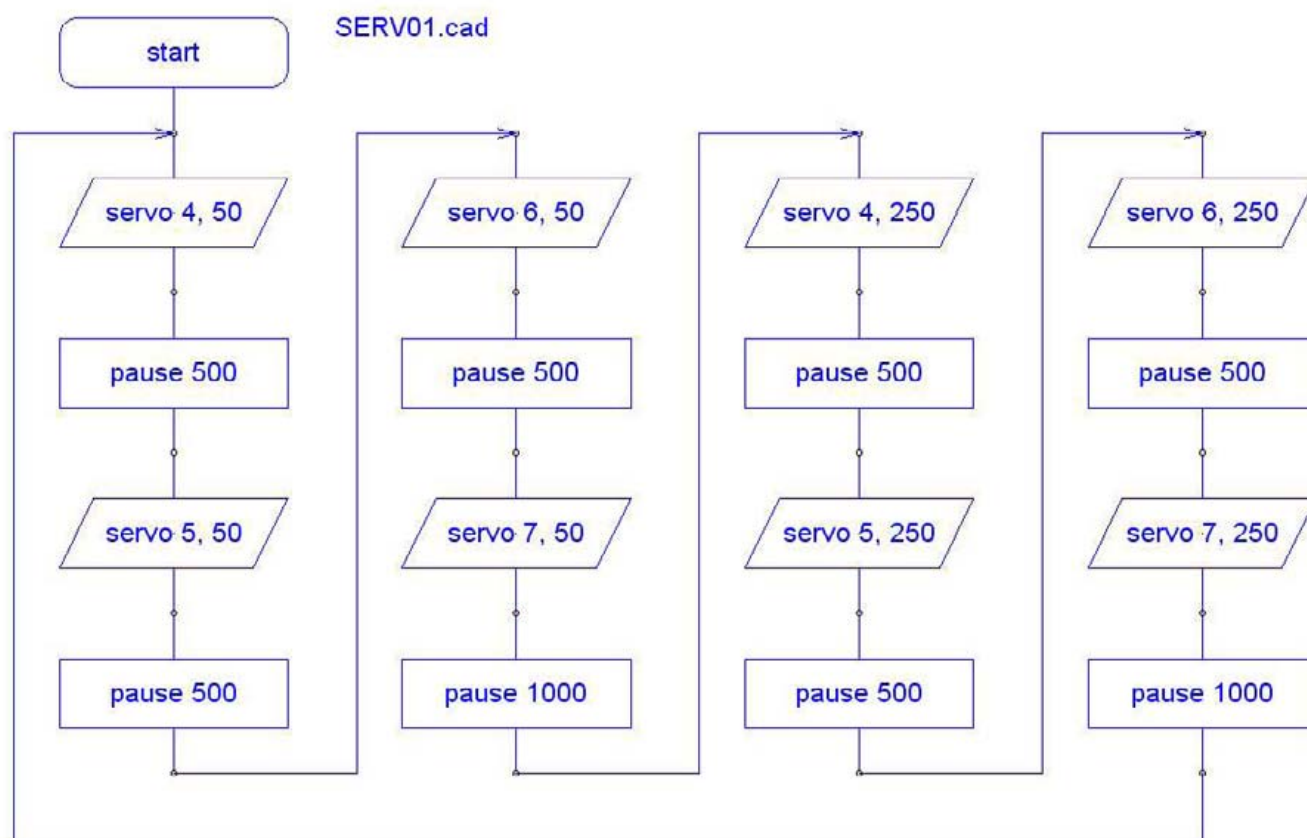 SERV01.cad
start
servo 4, 50
pause 500
servo 5, 50
pause 500
servo 6, 50
pause 500
servo 7, 50
pause 1000
servo 4, 250
pause 500
servo 5, 250
pause 500
servo 6, 250
pause 500
servo 7, 250
pause 1000